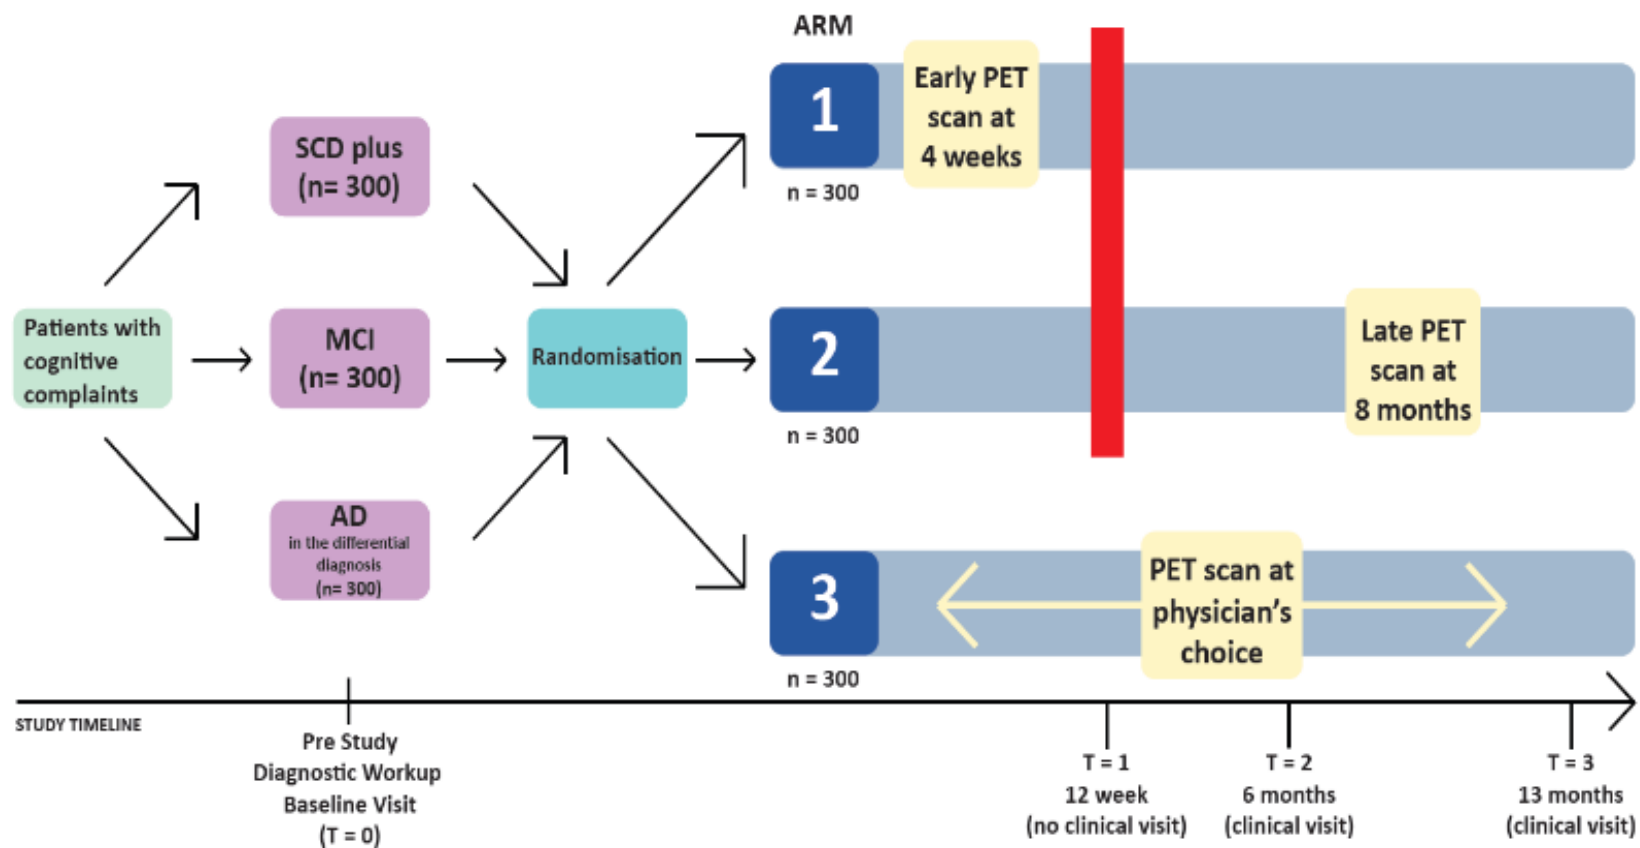 ARM
Patients with
cognitive
complaints
SCD plus
(n= 300)
MCI
(n= 300)
AD
in the differential
diagnosis
(n= 300)
Randomisation
1
n = 300
Early PET
scan at
4 weeks
2
n = 300
Late PET
scan at
8 months
3
n = 300
PET scan at
physician's
choice
STUDY TIMELINE
Pre Study
Diagnostic Workup
Baseline Visit
(T = 0)
T = 1
12 week
(no clinical visit)
T = 2
6 months
(clinical visit)
T = 3
13 months
(clinical visit)